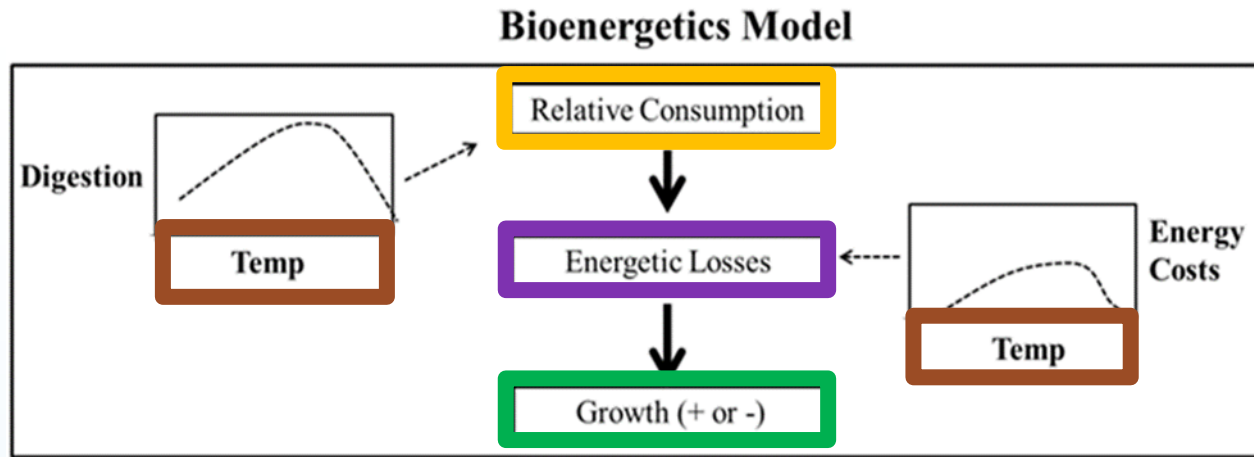 Bioenergetics Model
Relative Consumption
Digestion
Temp
Energetic Losses
Energy
Costs
Temp
Growth (+ or -)